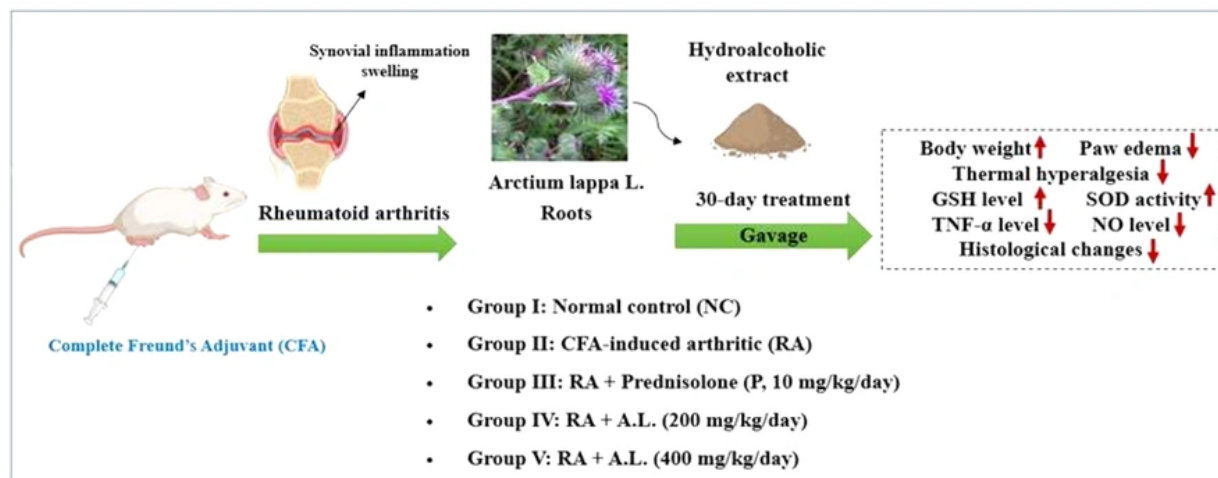 Synovial inflammation
swelling
Rheumatoid arthritis
Complete Freund's Adjuvant (CFA)
Arctium lappa L.
Roots
Hydroalcoholic
extract
30-day treatment
Gavage
Body weight↑ Paw edema↓
Thermal hyperalgesia↓
GSH level ↑ SOD activity↑
TNF-α level↓ NO level↓
Histological changes↓
• Group I: Normal control (NC)
• Group II: CFA-induced arthritic (RA)
• Group III: RA + Prednisolone (P, 10 mg/kg/day)
• Group IV: RA + A.L. (200 mg/kg/day)
• Group V: RA + A.L. (400 mg/kg/day)